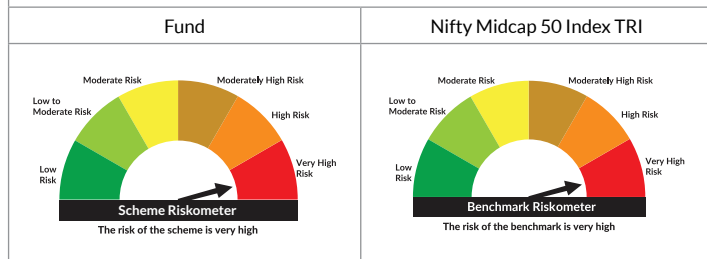 Fund
Nifty Midcap 50 Index TRI
Moderate Risk
Moderately High Risk
Low to
Moderate Risk
High Risk
Low
Risk
Very High
Risk
Scheme Riskometer
The risk of the scheme is very high
Moderate Risk
Moderately High Risk
Low to
Moderate Risk
High Risk
Low
Risk
Very High
Risk
Benchmark Riskometer
The risk of the benchmark is very high